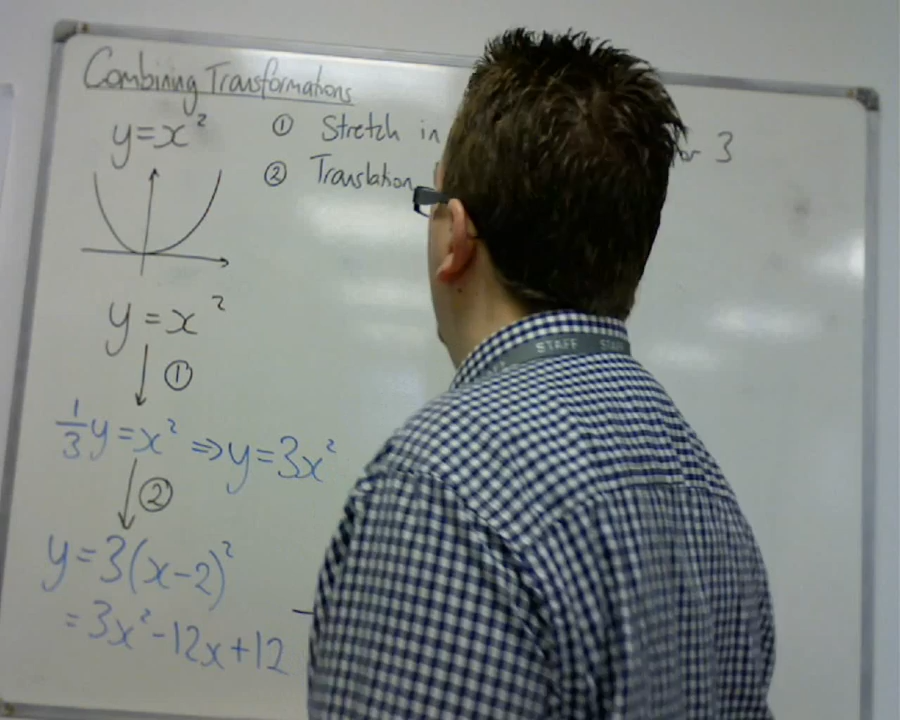 Combining Transformations
y=x²
① Stretch in
3
② Translation
y=x²
①
1/3 y=x² ⇒ y=3x²
②
y=3(x-2)²
=3x²-12x+12
STAFF STAFF